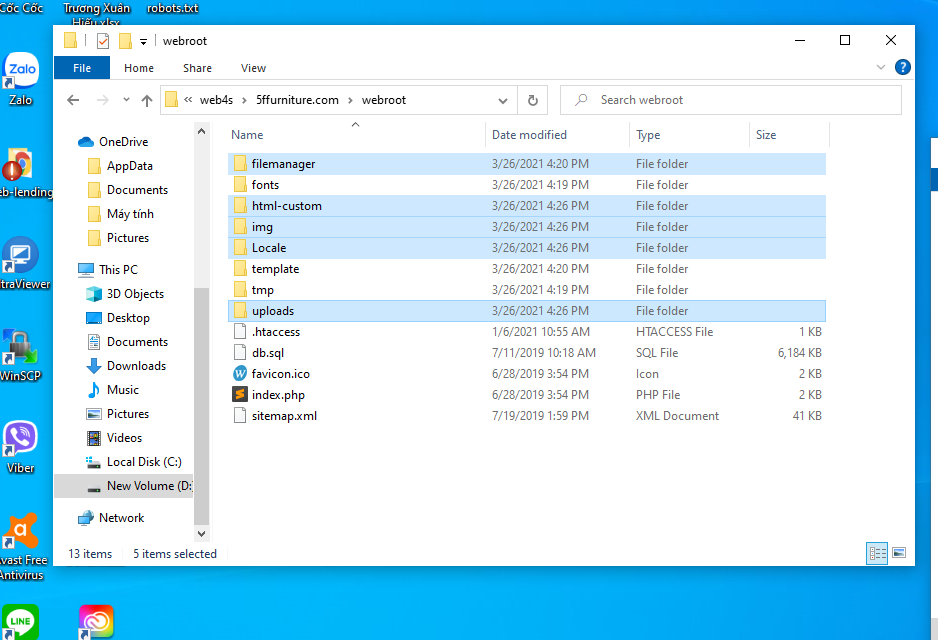 Cốc Cốc
Trương Xuân
Hiếu.xlsx
robots.txt
Zalo
Zalo
eb-lending
traViewer
WinSCP
Viber
Avast Free
Antivirus
LINE
webroot
File Home Share View
« web4s › 5ffurniture.com › webroot
Search webroot
OneDrive
AppData
Documents
Máy tính
Pictures
This PC
3D Objects
Desktop
Documents
Downloads
Music
Pictures
Videos
Local Disk (C:)
New Volume (D:
Network
Name Date modified Type Size
filemanager 3/26/2021 4:20 PM File folder
fonts 3/26/2021 4:19 PM File folder
html-custom 3/26/2021 4:26 PM File folder
img 3/26/2021 4:26 PM File folder
Locale 3/26/2021 4:26 PM File folder
template 3/26/2021 4:20 PM File folder
tmp 3/26/2021 4:19 PM File folder
uploads 3/26/2021 4:26 PM File folder
.htaccess 1/6/2021 10:55 AM HTACCESS File 1 KB
db.sql 7/11/2019 10:18 AM SQL File 6,184 KB
favicon.ico 6/28/2019 3:54 PM Icon 2 KB
index.php 6/28/2019 3:54 PM PHP File 2 KB
sitemap.xml 7/19/2019 1:59 PM XML Document 41 KB
13 items 5 items selected